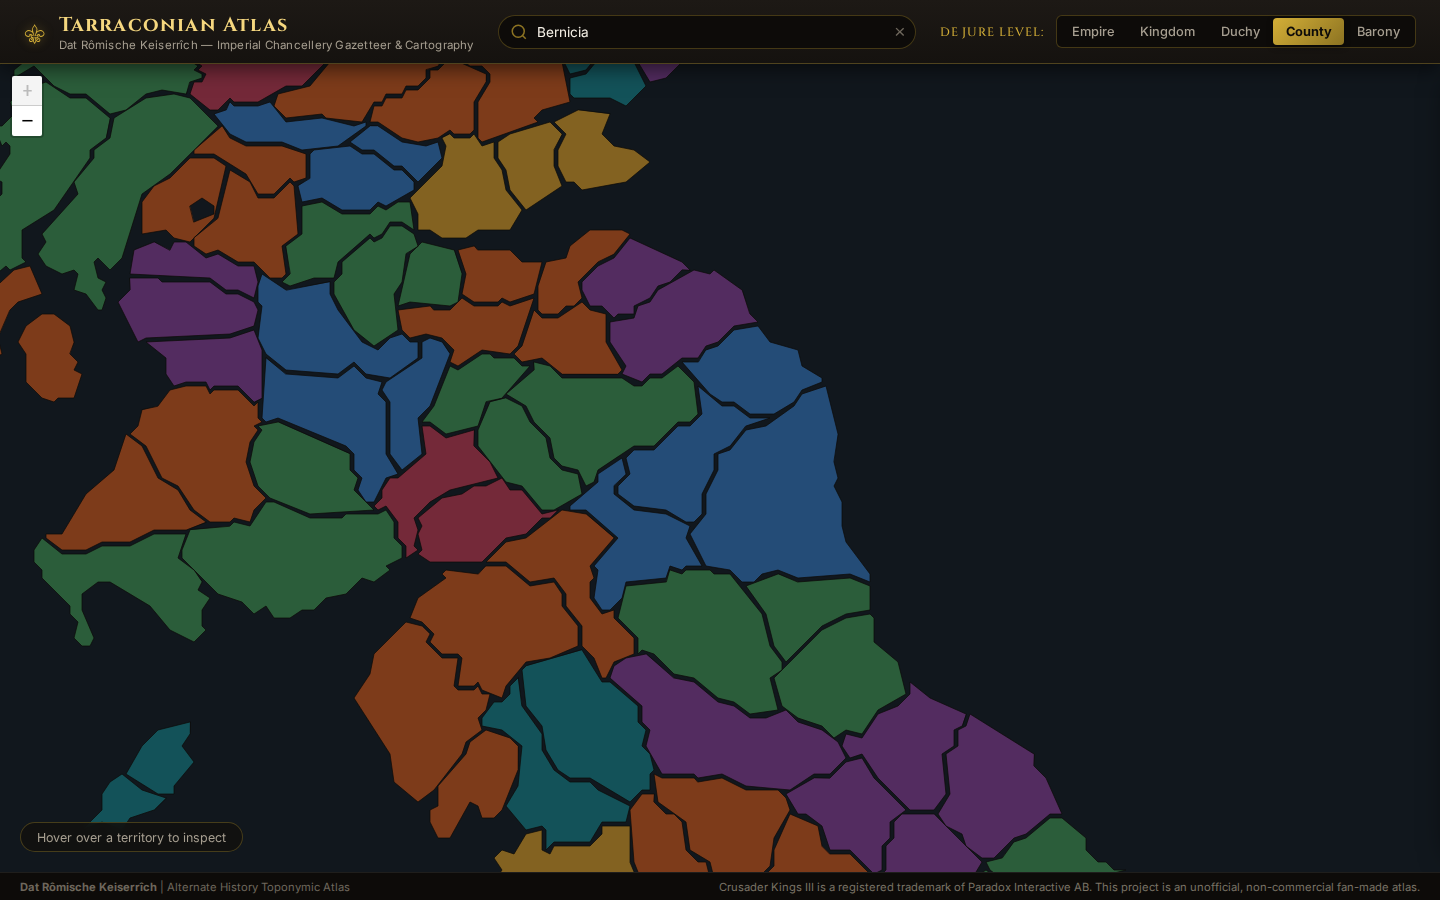 Tarraconian Atlas
Dat Römische Keiserrīch — Imperial Chancellery Gazetteer & Cartography
Bernicia
×
DE JURE LEVEL:
Empire
Kingdom
Duchy
County
Barony
+
−
Hover over a territory to inspect
Dat Römische Keiserrīch | Alternate History Toponymic Atlas
Crusader Kings III is a registered trademark of Paradox Interactive AB. This project is an unofficial, non-commercial fan-made atlas.